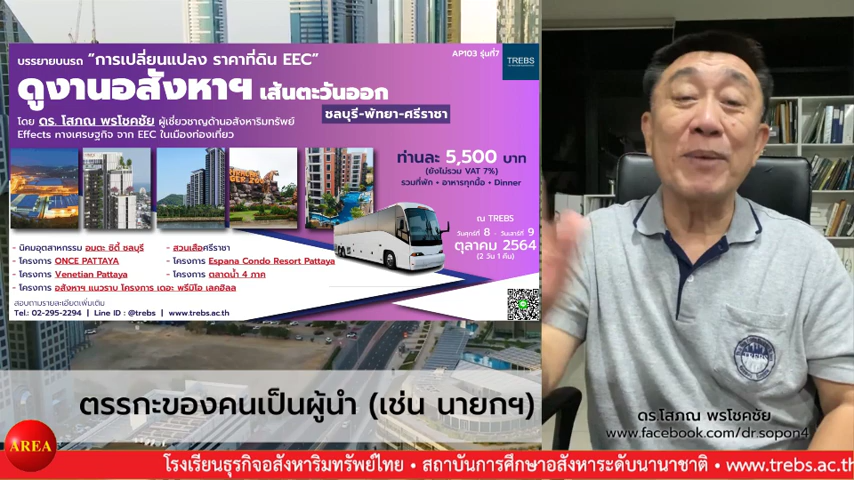 บรรยายบนรถ "การเปลี่ยนแปลง ราคาที่ดิน EEC"
AP103 รุ่นที่7
TREBS
ดูงานอสังหาฯ เส้นตะวันออก
ชลบุรี-พัทยา-ศรีราชา
โดย ดร. โสภณ พรโชคชัย ผู้เชี่ยวชาญด้านอสังหาริมทรัพย์
Effects ทางเศรษฐกิจ จาก EEC ในเมืองท่องเที่ยว
ท่านละ 5,500 บาท
(ยังไม่รวม VAT 7%)
รวมที่พัก • อาหารทุกมื้อ • Dinner
ณ TREBS
วันศุกร์ที่ 8 - วันเสาร์ที่ 9
ตุลาคม 2564
(2 วัน 1 คืน)
- นิคมอุตสาหกรรม อมตะ ซิตี้ ชลบุรี
- สวนเสือศรีราชา
- โครงการ ONCE PATTAYA
- โครงการ Espana Condo Resort Pattaya
- โครงการ Venetian Pattaya
- โครงการ ตลาดน้ำ 4 ภาค
- โครงการ อสังหาฯ แนวราบ โครงการ เดอะ พรีมิโอ เลคฮิลล
สอบถามรายละเอียดเพิ่มเติม
Tel.: 02-295-2294 | Line ID : @trebs | www.trebs.ac.th
ตรรกะของคนเป็นผู้นำ (เช่น นายกฯ)
TREBS
ดร.โสภณ พรโชคชัย
www.facebook.com/dr.sopon4
AREA
โรงเรียนธุรกิจอสังหาริมทรัพย์ไทย • สถาบันการศึกษาอสังหาระดับนานาชาติ • www.trebs.ac.th